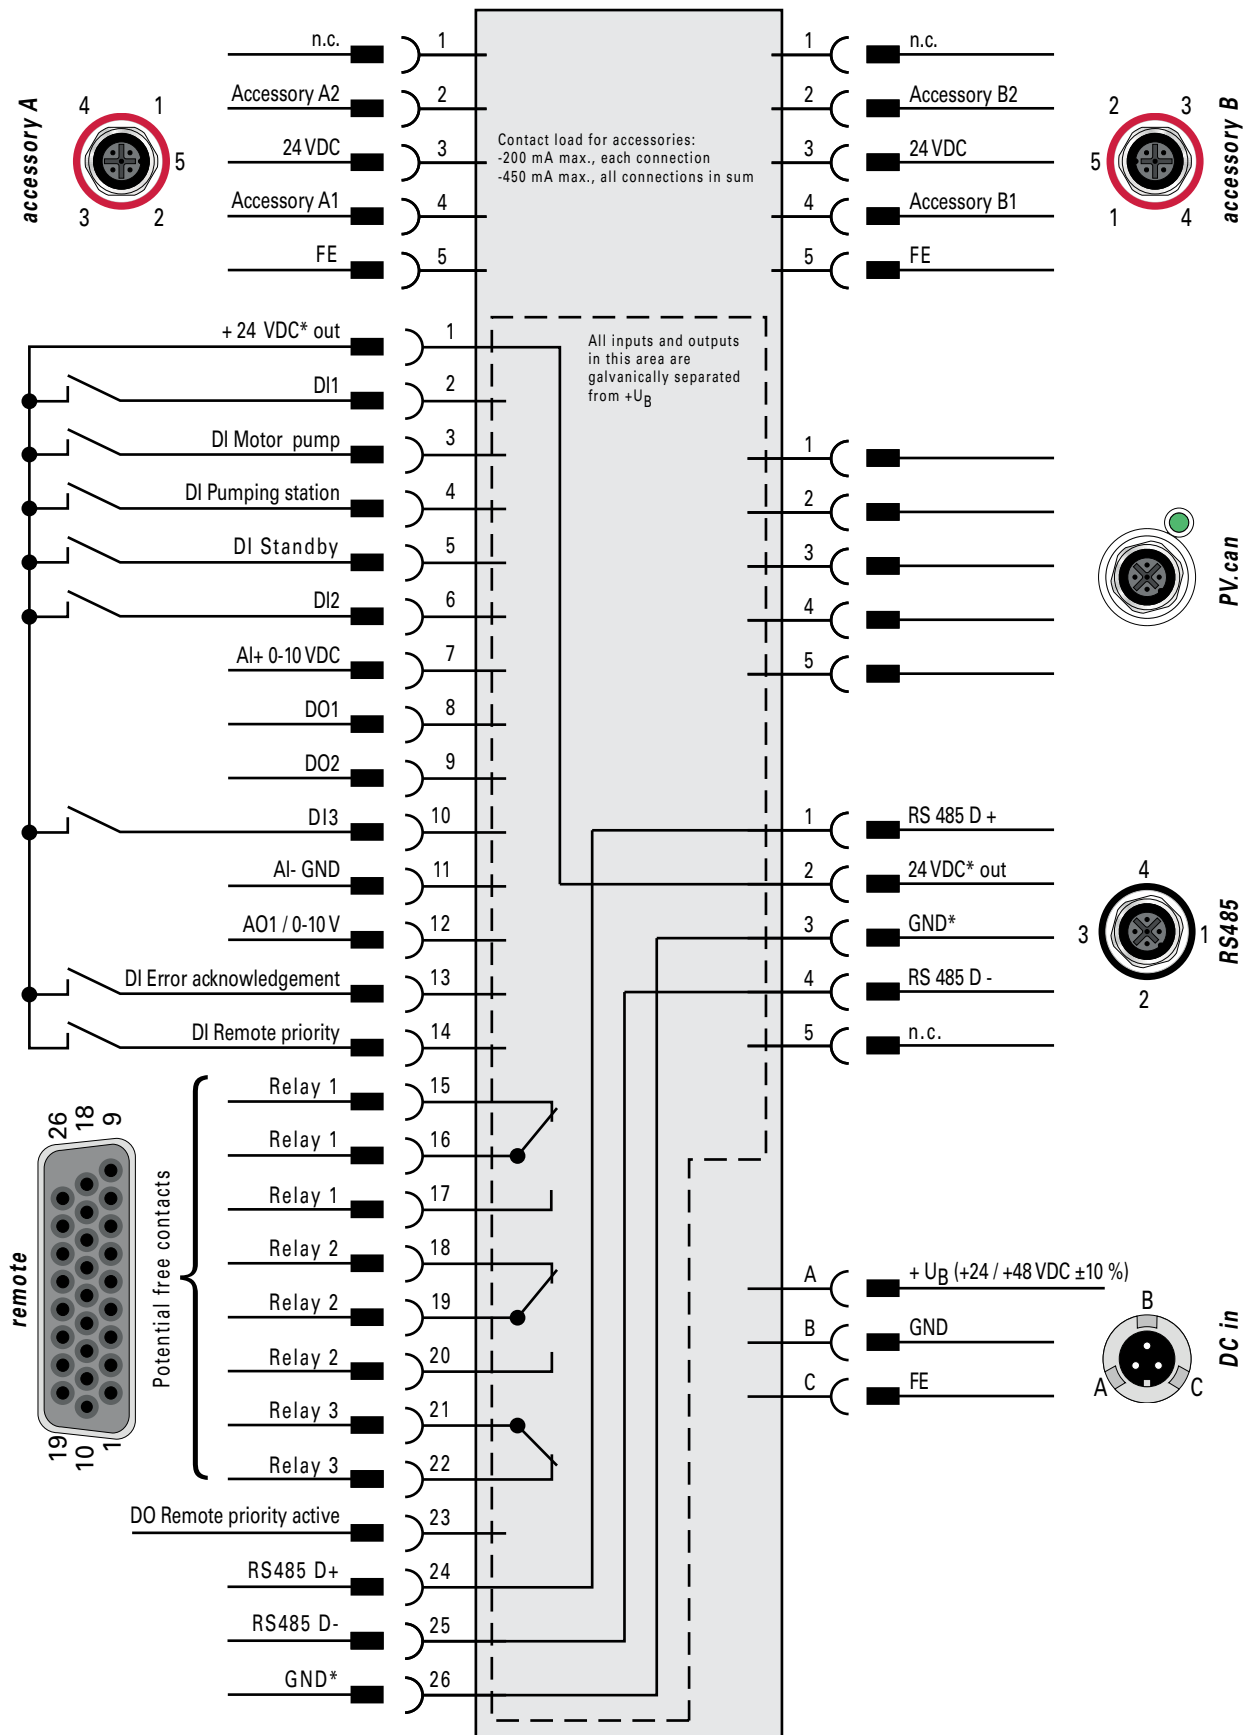 accessory A
4 1
5
3 2
n.c. 1
Accessory A2 2
24 VDC 3
Accessory A1 4
FE 5
Contact load for accessories:
-200 mA max., each connection
-450 mA max., all connections in sum
1 n.c.
2 Accessory B2
3 24 VDC
4 Accessory B1
5 FE
2 3
5
1 4
accessory B
+ 24 VDC* out 1
DI1 2
DI Motor pump 3
DI Pumping station 4
DI Standby 5
DI2 6
AI+ 0-10 VDC 7
DO1 8
DO2 9
DI3 10
AI- GND 11
AO1 / 0-10 V 12
DI Error acknowledgement 13
DI Remote priority 14
Relay 1 15
Relay 1 16
Relay 1 17
Relay 2 18
Relay 2 19
Relay 2 20
Relay 3 21
Relay 3 22
DO Remote priority active 23
RS485 D+ 24
RS485 D- 25
GND* 26
remote
26 18 9
19 10 1
Potential free contacts
All inputs and outputs
in this area are
galvanically separated
from +UB
1
2
3
4
5
PV.can
1 RS 485 D +
2 24 VDC* out
3 GND*
4 RS 485 D -
5 n.c.
4
3 1
2
RS485
A + UB (+24 / +48 VDC ±10 %)
B GND
C FE
B
A C
DC in